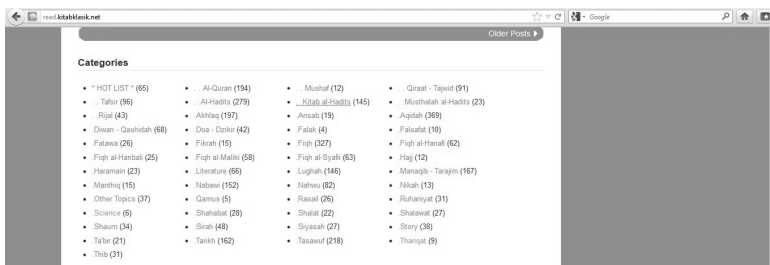 read.kitabklasik.net Google
Older Posts
Categories
* HOT LIST * (65) . . Al-Quran (194) . . Mushaf (12) . . Qiraat - Tajwid (91)
. . Tafsir (96) . .Al-Hadits (279) . . .Kitab al-Hadits (145) . . .Musthalah al-Hadits (23)
. .Rijal (43) .Akhlaq (197) .Ansab (19) .Aqidah (369)
.Diwan - Qashidah (68) .Doa - Dzikir (42) .Falak (4) .Falsafat (10)
.Fatawa (26) .Fikrah (15) .Fiqh (327) .Fiqh al-Hanafi (62)
.Fiqh al-Hanbali (25) .Fiqh al-Maliki (58) .Fiqh al-Syafii (63) .Hajj (12)
.Haramain (23) .Literature (66) .Lughah (146) .Manaqib - Tarajim (167)
.Manthiq (15) .Nabawi (152) .Nahwu (82) .Nikah (13)
.Other Topics (37) .Qamus (5) .Rasail (26) .Ruhaniyat (31)
.Science (6) .Shahabat (28) .Shalat (22) .Shalawat (27)
.Shaum (34) .Sirah (48) .Siyasah (27) .Story (38)
.Ta'bir (21) .Tarikh (162) .Tasawuf (218) .Thariqat (9)
.Thib (31)